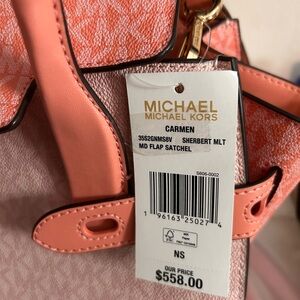 MICHAEL
MICHAEL KORS
CARMEN
35S2GNMS8V SHERBERT MLT
MD FLAP SATCHEL
S606-0002
1 96163 25027 4
NS
OUR PRICE
$558.00